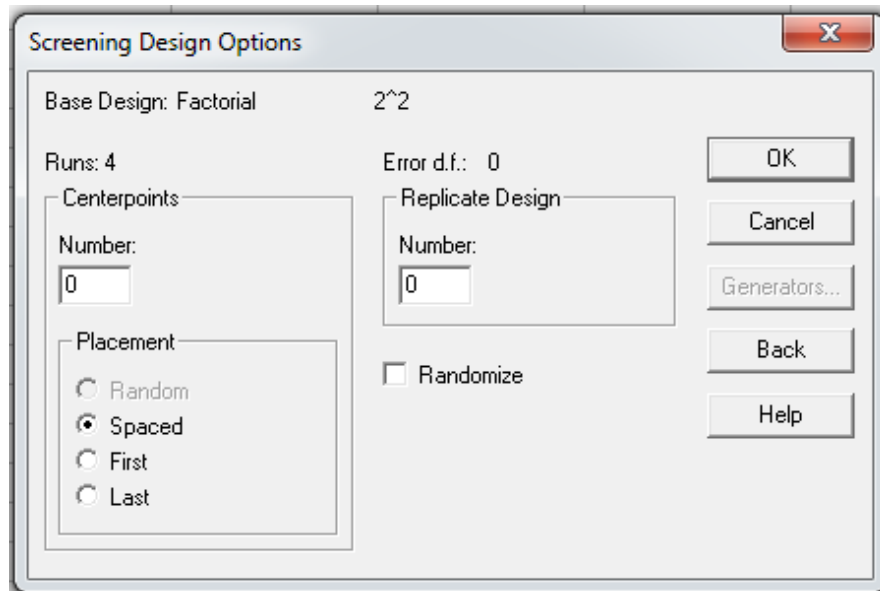 Screening Design Options
Base Design: Factorial 2^2
Runs: 4 Error d.f.: 0
Centerpoints
Number:
0
Placement
Random
Spaced
First
Last
Replicate Design
Number:
0
Randomize
OK
Cancel
Generators...
Back
Help